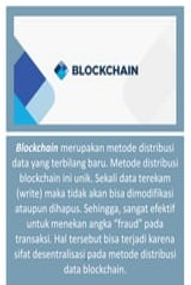 BLOCKCHAIN
Blockchain merupakan metode distribusi
data yang terbilang baru. Metode distribusi
blockchain ini unik. Sekali data terekam
(write) maka tidak akan bisa dimodifikasi
ataupun dihapus. Sehingga, sangat efektif
untuk menekan angka “fraud” pada
transaksi. Hal tersebut bisa terjadi karena
sifat desentralisasi pada metode distribusi
data blockchain.